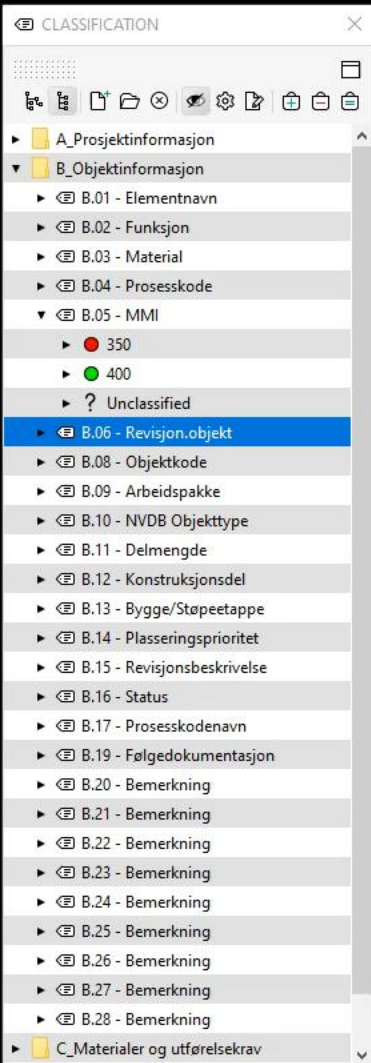 CLASSIFICATION
A_Prosjektinformasjon
B_Objektinformasjon
B.01 - Elementnavn
B.02 - Funksjon
B.03 - Material
B.04 - Prosesskode
B.05 - MMI
350
400
? Unclassified
B.06 - Revisjon.objekt
B.08 - Objektkode
B.09 - Arbeidspakke
B.10 - NVDB Objekttype
B.11 - Delmengde
B.12 - Konstruksjonsdel
B.13 - Bygge/Støpeetappe
B.14 - Plasseringsprioritet
B.15 - Revisjonsbeskrivelse
B.16 - Status
B.17 - Prosesskodenavn
B.19 - Følgedokumentasjon
B.20 - Bemerkning
B.21 - Bemerkning
B.22 - Bemerkning
B.23 - Bemerkning
B.24 - Bemerkning
B.25 - Bemerkning
B.26 - Bemerkning
B.27 - Bemerkning
B.28 - Bemerkning
C_Materialer og utførelsekrav